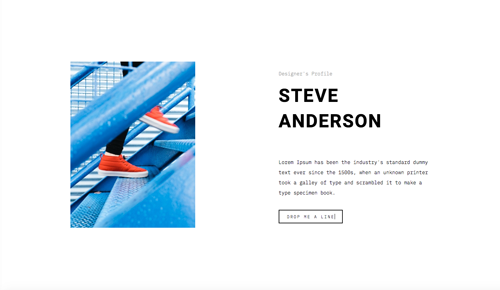 Designer's Profile
STEVE
ANDERSON
Lorem Ipsum has been the industry's standard dummy
text ever since the 1500s, when an unknown printer
took a galley of type and scrambled it to make a
type specimen book.
DROP ME A LINE